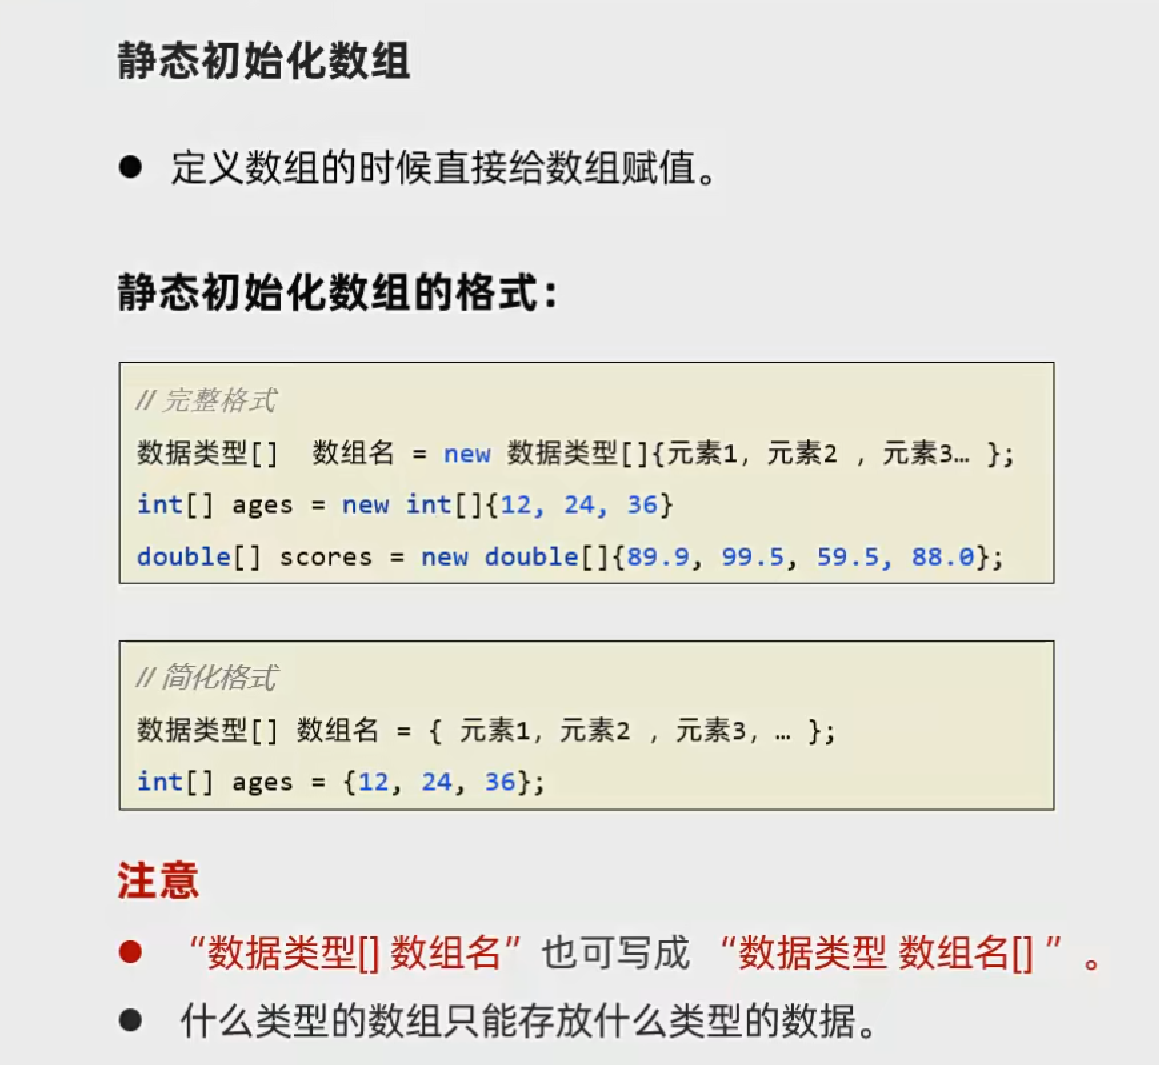 静态初始化数组
● 定义数组的时候直接给数组赋值。
静态初始化数组的格式：
// 完整格式
数据类型[]  数组名 = new 数据类型[]{元素1, 元素2 , 元素3… };
int[] ages = new int[]{12, 24, 36}
double[] scores = new double[]{89.9, 99.5, 59.5, 88.0};
// 简化格式
数据类型[] 数组名 = { 元素1, 元素2 , 元素3, … };
int[] ages = {12, 24, 36};
注意
● “数据类型[] 数组名”也可写成 “数据类型 数组名[] ”。
● 什么类型的数组只能存放什么类型的数据。